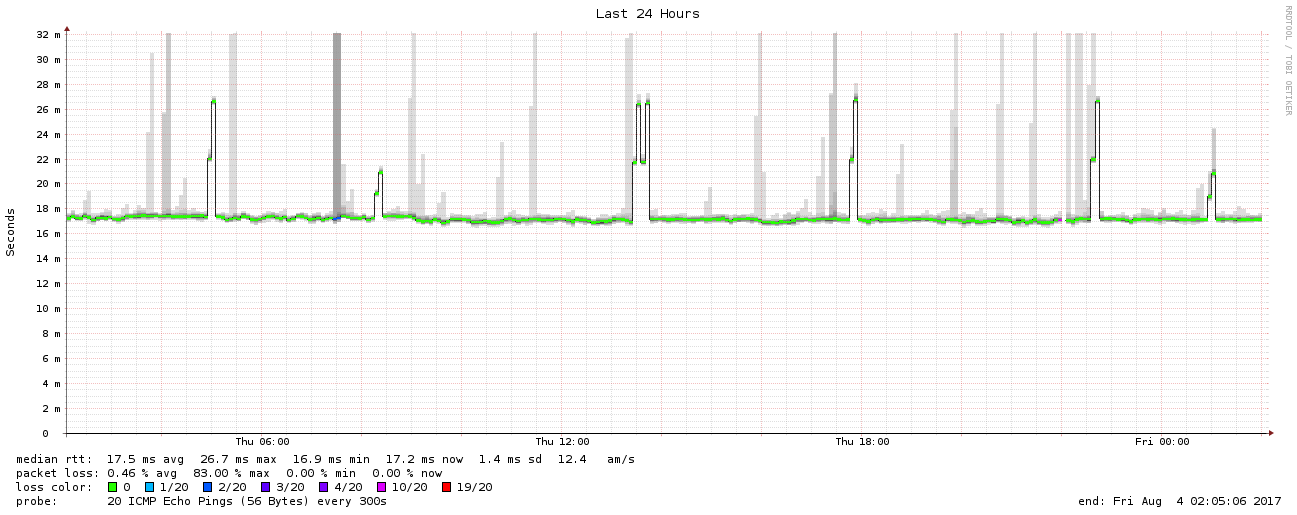 Last 24 Hours
RRDTOOL / TOBI OETIKER
Seconds
32 m
30 m
28 m
26 m
24 m
22 m
20 m
18 m
16 m
14 m
12 m
10 m
8 m
6 m
4 m
2 m
0
Thu 06:00 Thu 12:00 Thu 18:00 Fri 00:00
median rtt: 17.5 ms avg 26.7 ms max 16.9 ms min 17.2 ms now 1.4 ms sd 12.4 am/s
packet loss: 0.46 % avg 83.00 % max 0.00 % min 0.00 % now
loss color: 0 1/20 2/20 3/20 4/20 10/20 19/20
probe: 20 ICMP Echo Pings (56 Bytes) every 300s end: Fri Aug 4 02:05:06 2017